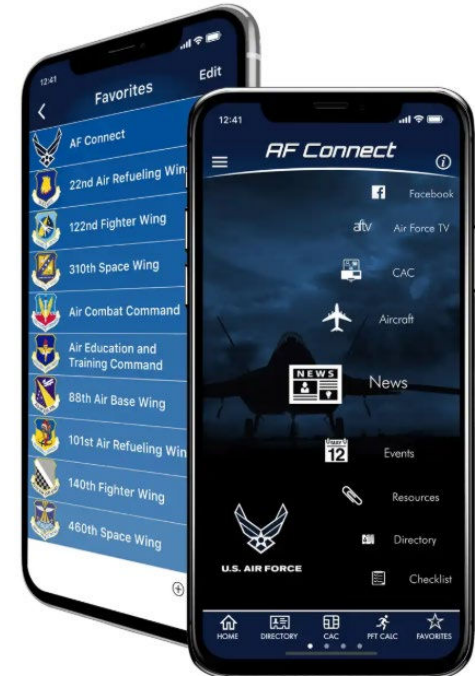 12:41
Favorites
Edit
AF Connect
22nd Air Refueling Wing
122nd Fighter Wing
310th Space Wing
Air Combat Command
Air Education and
Training Command
88th Air Base Wing
101st Air Refueling Win
140th Fighter Wing
460th Space Wing
12:41
AF Connect
Facebook
aftv
Air Force TV
CAC
Aircraft
NEWS
News
12
Events
Resources
Directory
Checklist
U.S. AIR FORCE
HOME
DIRECTORY
CAC
PFT CALC
FAVORITES